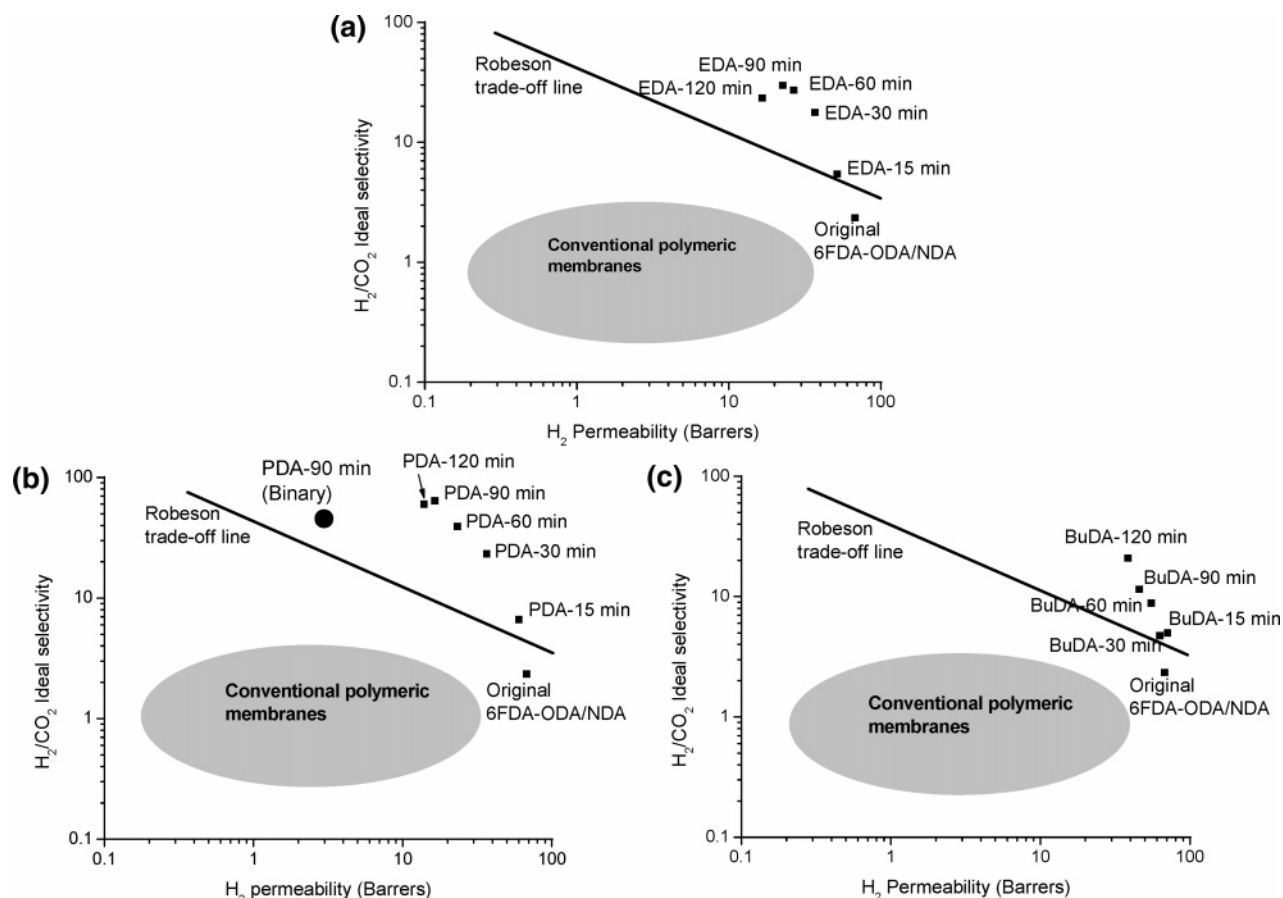 (a)
100
10
1
0.1
H₂/CO₂ Ideal selectivity
Robeson
trade-off line
EDA-90 min
EDA-120 min
EDA-60 min
EDA-30 min
EDA-15 min
Original
6FDA-ODA/NDA
Conventional polymeric
membranes
0.1 1 10 100
H₂ Permeability (Barrers)
(b)
100
10
1
0.1
H₂/CO₂ Ideal selectivity
PDA-90 min
(Binary)
PDA-120 min
PDA-90 min
PDA-60 min
PDA-30 min
PDA-15 min
Robeson
trade-off line
Original
6FDA-ODA/NDA
Conventional polymeric
membranes
0.1 1 10 100
H₂ permeability (Barrers)
(c)
100
10
1
0.1
H₂/CO₂ Ideal selectivity
Robeson
trade-off line
BuDA-120 min
BuDA-90 min
BuDA-60 min
BuDA-15 min
BuDA-30 min
Original
6FDA-ODA/NDA
Conventional polymeric
membranes
0.1 1 10 100
H₂ Permeability (Barrers)